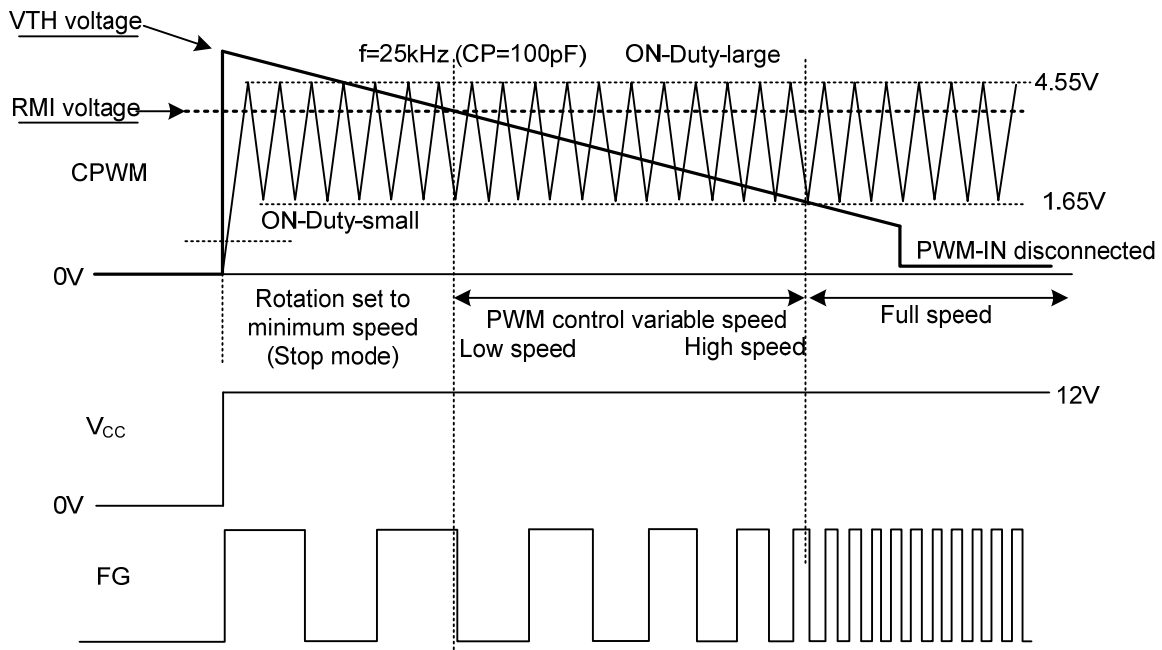 VTH voltage
f=25kHz (CP=100pF)
ON-Duty-large
4.55V
RMI voltage
CPWM
1.65V
ON-Duty-small
PWM-IN disconnected
0V
Rotation set to
minimum speed
(Stop mode)
PWM control variable speed
Low speed
High speed
Full speed
12V
VCC
0V
FG